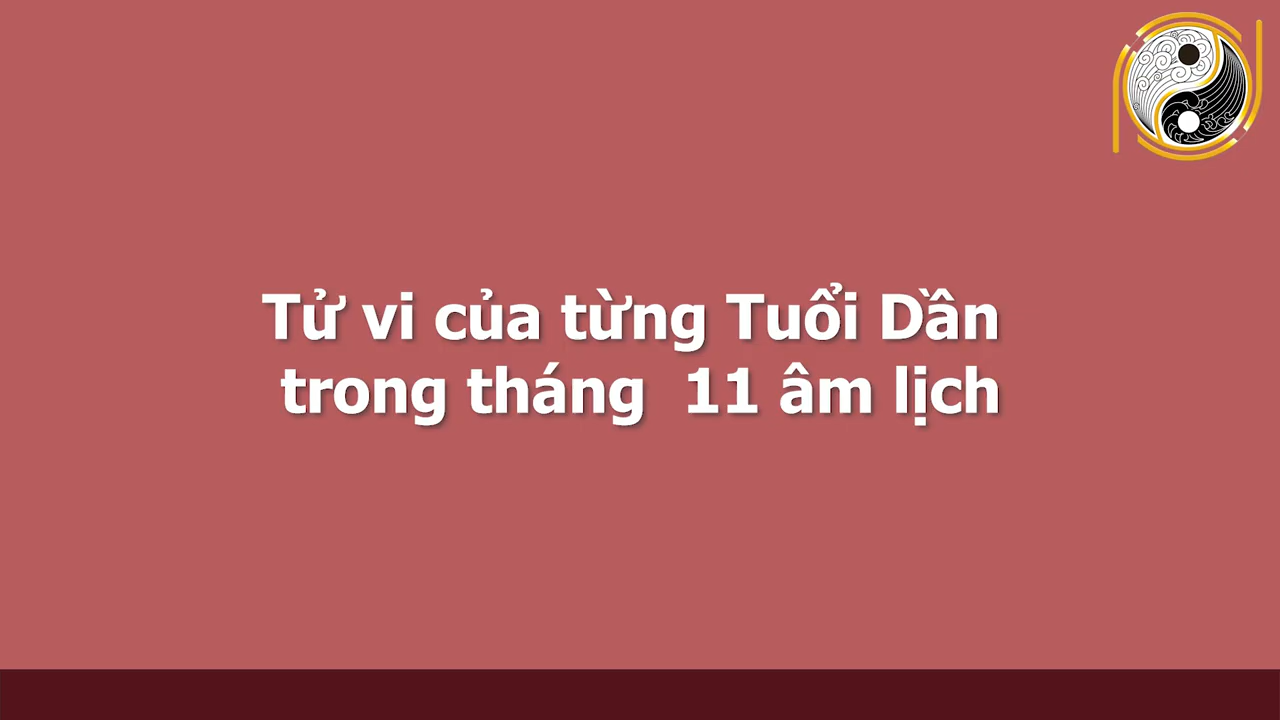 Tử vi của từng Tuổi Dần
trong tháng  11 âm lịch